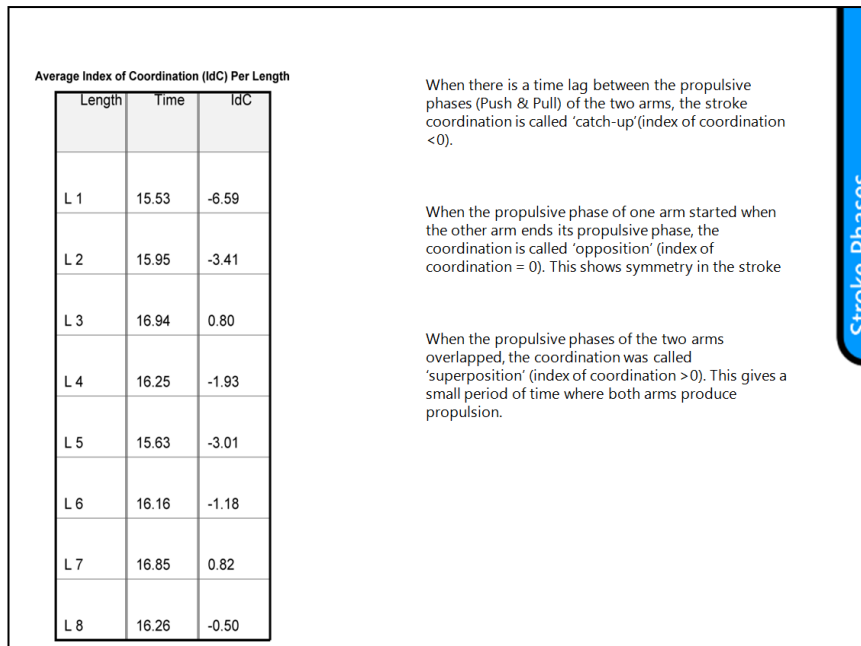 Average Index of Coordination (IdC) Per Length
Length Time IdC
L 1 15.53 -6.59
L 2 15.95 -3.41
L 3 16.94 0.80
L 4 16.25 -1.93
L 5 15.63 -3.01
L 6 16.16 -1.18
L 7 16.85 0.82
L 8 16.26 -0.50
When there is a time lag between the propulsive
phases (Push & Pull) of the two arms, the stroke
coordination is called ‘catch-up’(index of coordination
<0).
When the propulsive phase of one arm started when
the other arm ends its propulsive phase, the
coordination is called ‘opposition’ (index of
coordination = 0). This shows symmetry in the stroke
When the propulsive phases of the two arms
overlapped, the coordination was called
‘superposition’ (index of coordination >0). This gives a
small period of time where both arms produce
propulsion.
Stroke Phases